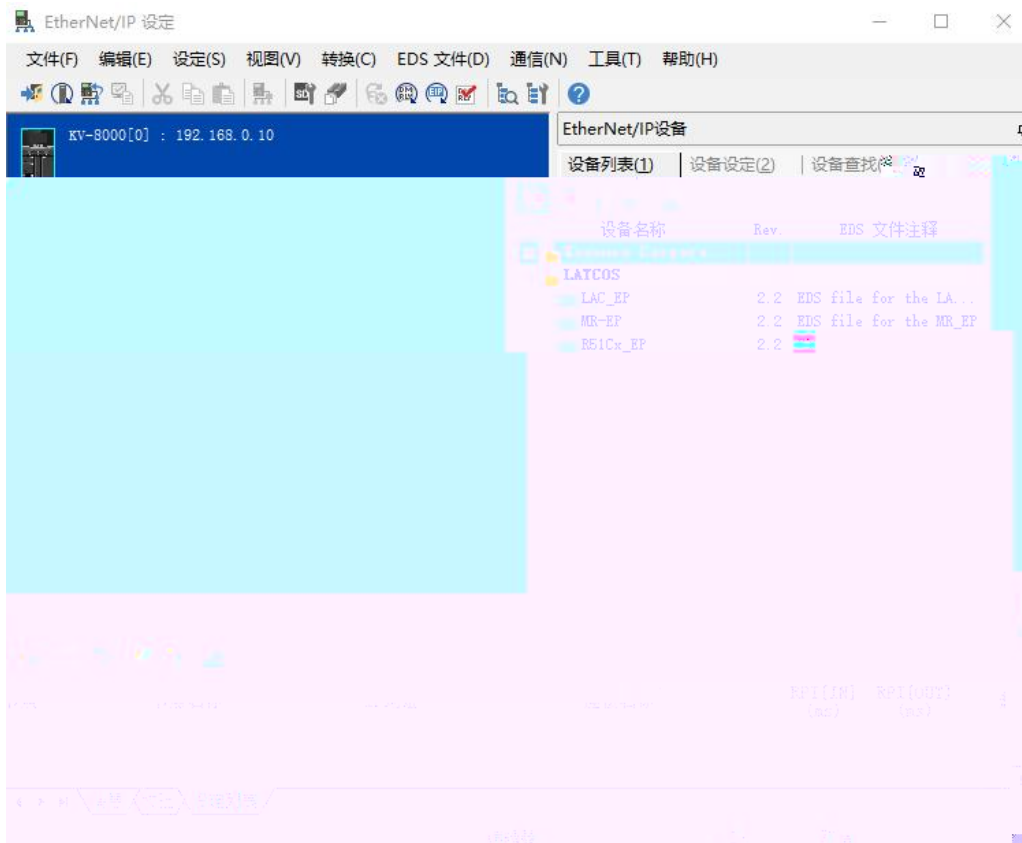 EtherNet/IP 设定
文件(F) 编辑(E) 设定(S) 视图(V) 转换(C) EDS 文件(D) 通信(N) 工具(T) 帮助(H)
KV-8000[0] : 192.168.0.10
EtherNet/IP设备
设备列表(1) 设备设定(2) 设备查找(
设备名称 Rev. EDS 文件注释
LATCOS
LAC_EP 2.2 EDS file for the LA...
MR-EP 2.2 EDS file for the MR_EP
R51Cx_EP 2.2
RPI[IN] RPI[OUT]
(ms) (ms)